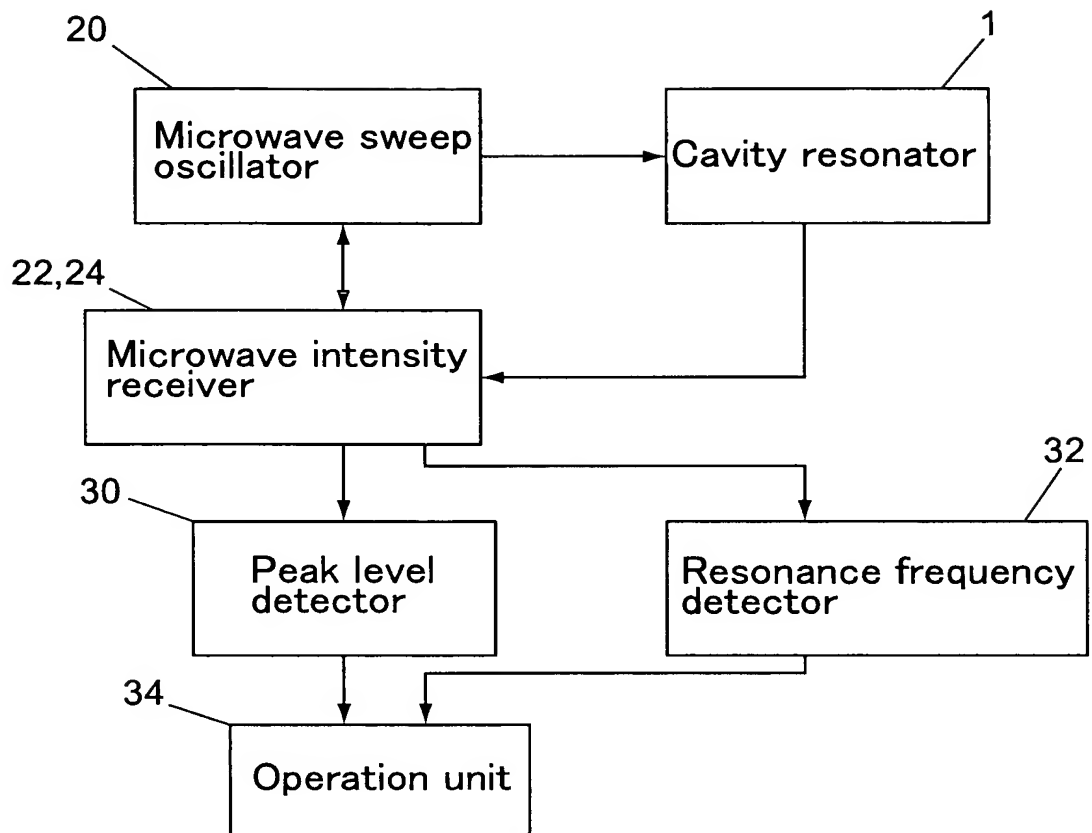 20
1
Microwave sweep
oscillator
Cavity resonator
22,24
Microwave intensity
receiver
30
32
Peak level
detector
Resonance frequency
detector
34
Operation unit